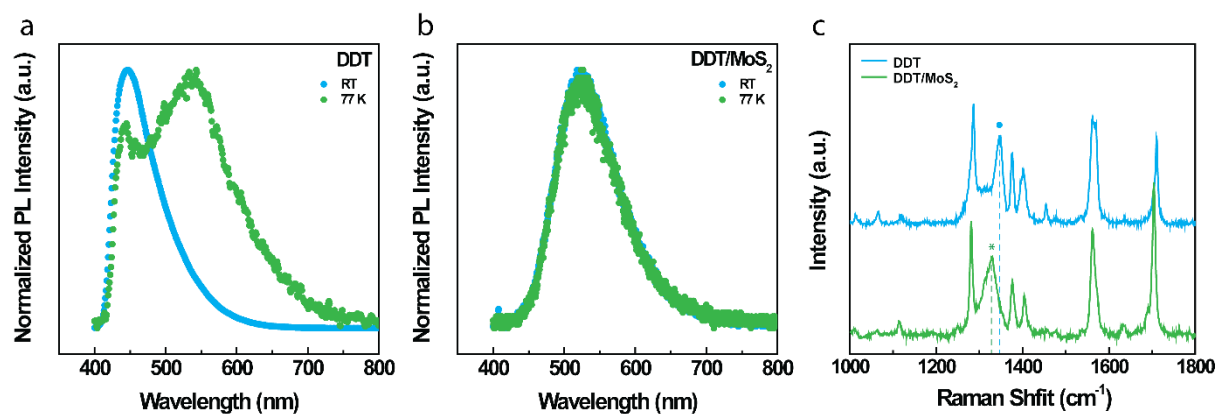 a
Normalized PL Intensity (a.u.)
DDT
RT
77 K
400 500 600 700 800
Wavelength (nm)
b
Normalized PL Intensity (a.u.)
DDT/MoS₂
RT
77 K
400 500 600 700 800
Wavelength (nm)
c
Intensity (a.u.)
DDT
DDT/MoS₂
*
1000 1200 1400 1600 1800
Raman Shfit (cm⁻¹)